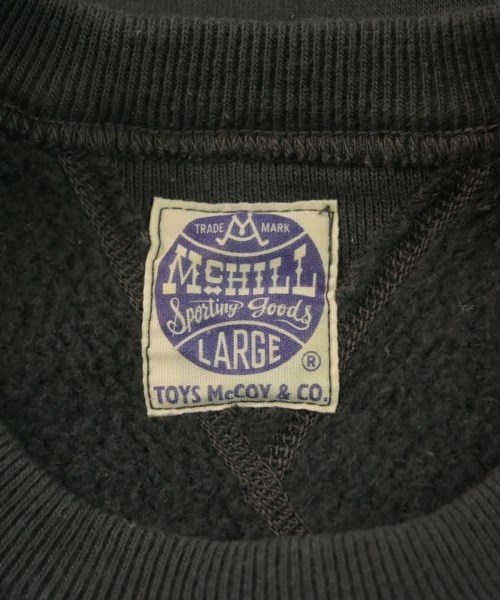 TRADE MARK
McHILL
Sporting goods
LARGE
®
TOYS McCOY & CO.